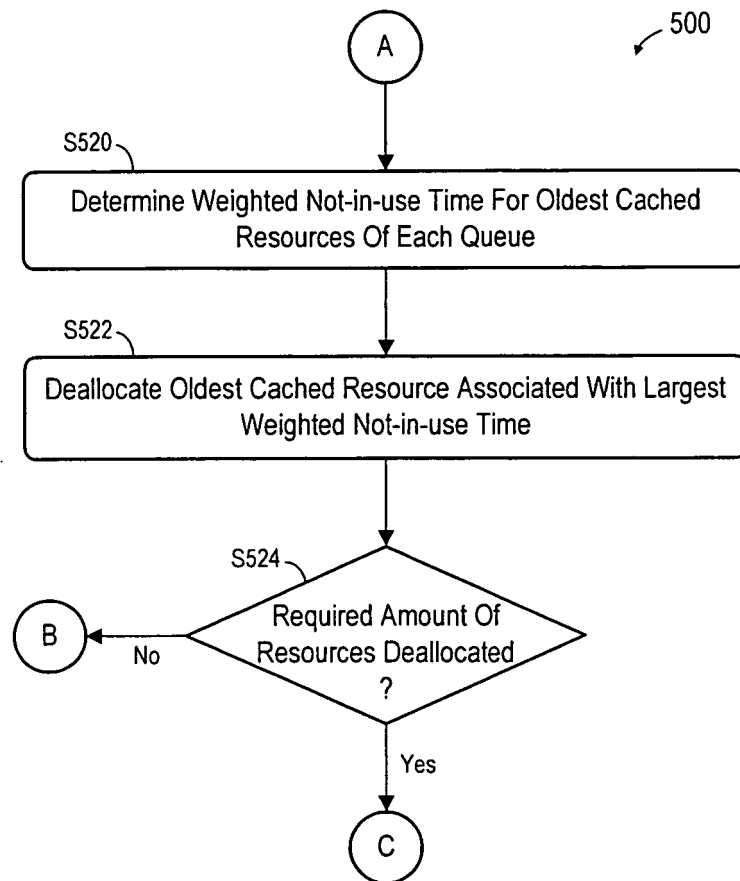 A
500
S520
Determine Weighted Not-in-use Time For Oldest Cached
Resources Of Each Queue
S522
Deallocate Oldest Cached Resource Associated With Largest
Weighted Not-in-use Time
S524
Required Amount Of
Resources Deallocated
?
B
No
Yes
C